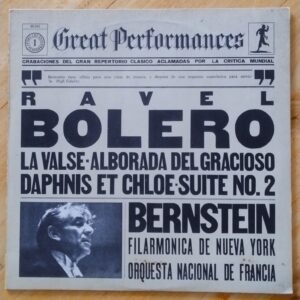 Great Performances
GRABACIONES DEL GRAN REPERTORIO CLASICO ACLAMADAS POR LA CRITICA MUNDIAL
RAVEL
BOLERO
LA VALSE·ALBORADA DEL GRACIOSO
DAPHNIS ET CHLOE·SUITE NO. 2
BERNSTEIN
FILARMONICA DE NUEVA YORK
ORQUESTA NACIONAL DE FRANCIA